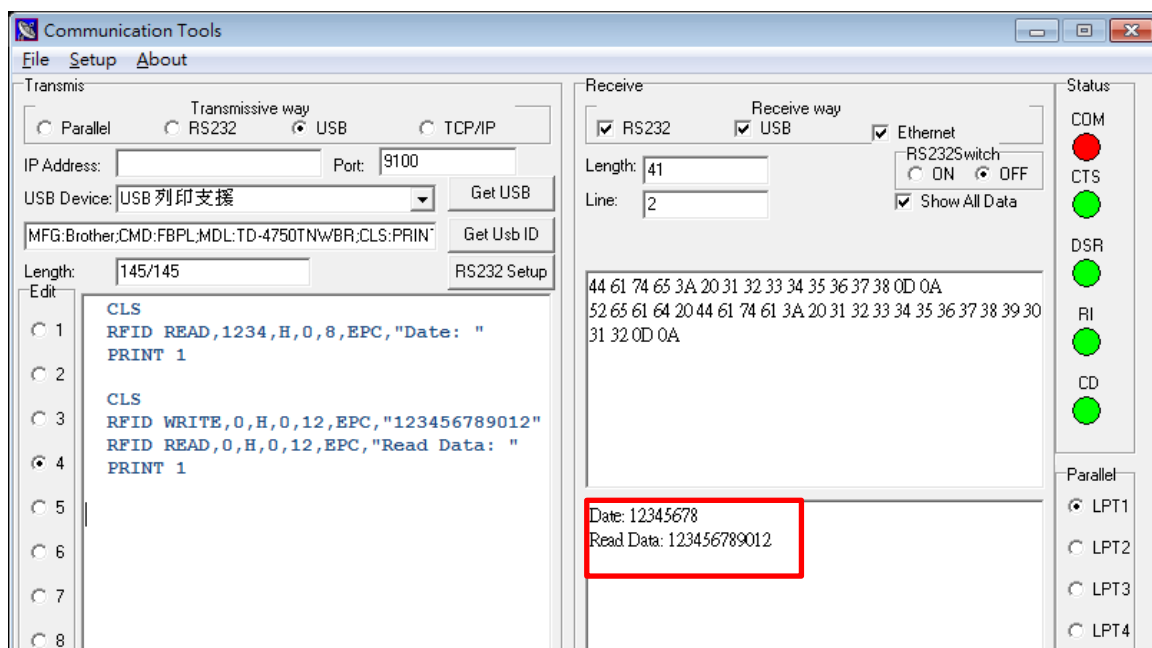 Communication Tools
File Setup About
Transmis
Transmissive way
Parallel RS232 USB TCP/IP
IP Address: Port: 9100
USB Device: USB 列印支援 Get USB
MFG:Brother;CMD:FBPL;MDL:TD-4750TNWBR;CLS:PRIN Get Usb ID
Length: 145/145 RS232 Setup
Edit
1
2
3
4
5
6
7
8
CLS
RFID READ,1234,H,0,8,EPC,"Date: "
PRINT 1
CLS
RFID WRITE,0,H,0,12,EPC,"123456789012"
RFID READ,0,H,0,12,EPC,"Read Data: "
PRINT 1
Receive
Receive way
RS232 USB Ethernet
Length: 41
Line: 2
RS232Switch
ON OFF
Show All Data
44 61 74 65 3A 20 31 32 33 34 35 36 37 38 0D 0A
52 65 61 64 20 44 61 74 61 3A 20 31 32 33 34 35 36 37 38 39 30
31 32 0D 0A
Date: 12345678
Read Data: 123456789012
Status
COM
CTS
DSR
RI
CD
Parallel
LPT1
LPT2
LPT3
LPT4